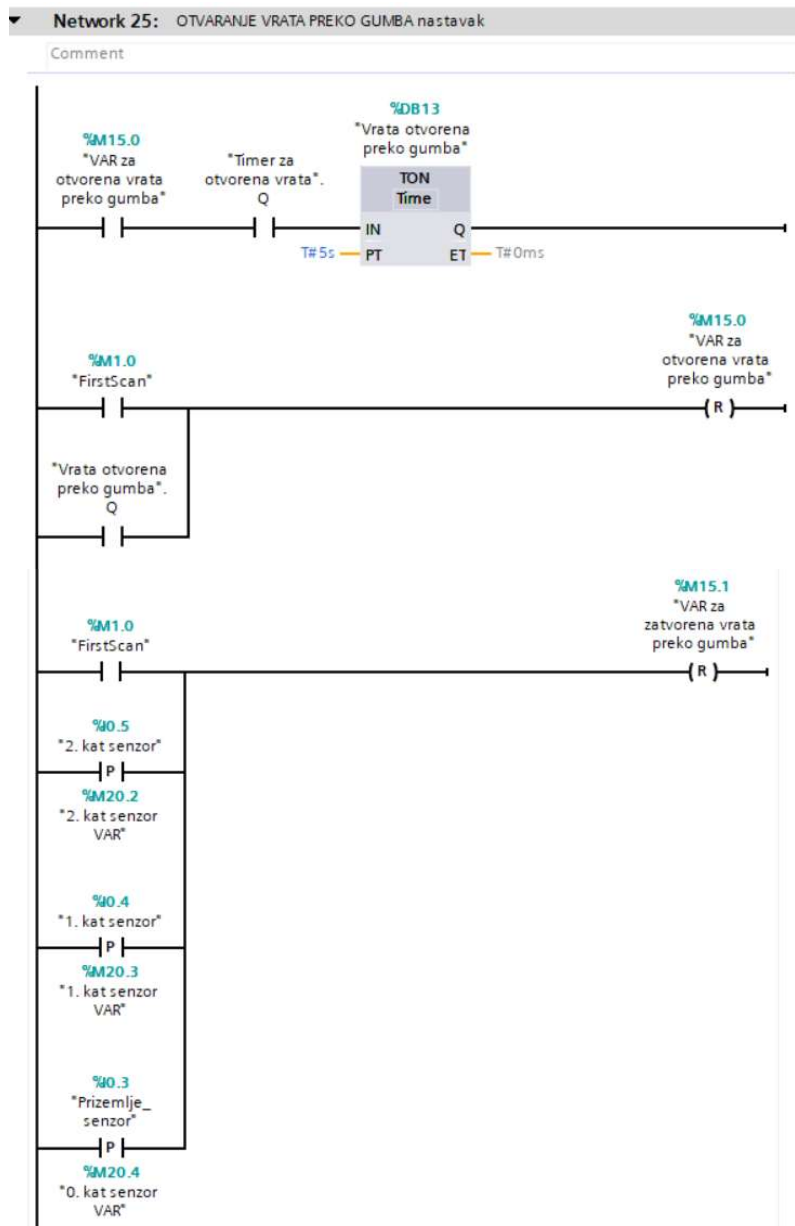 Network 25: OTVARANJE VRATA PREKO GUMBA nastavak
Comment
%DB13
"Vrata otvorena
preko gumba"
%M15.0
"VAR za
otvorena vrata
preko gumba"
"Timer za
otvorena vrata".
Q
TON
Time
IN Q
T#5s PT ET T#0ms
%M15.0
"VAR za
otvorena vrata
preko gumba"
%M1.0
"FirstScan"
R
"Vrata otvorena
preko gumba".
Q
%M15.1
"VAR za
zatvorena vrata
preko gumba"
%M1.0
"FirstScan"
R
%I0.5
"2. kat senzor"
P
%M20.2
"2. kat senzor
VAR"
%I0.4
"1. kat senzor"
P
%M20.3
"1. kat senzor
VAR"
%I0.3
"Prizemlje_
senzor"
P
%M20.4
"0. kat senzor
VAR"